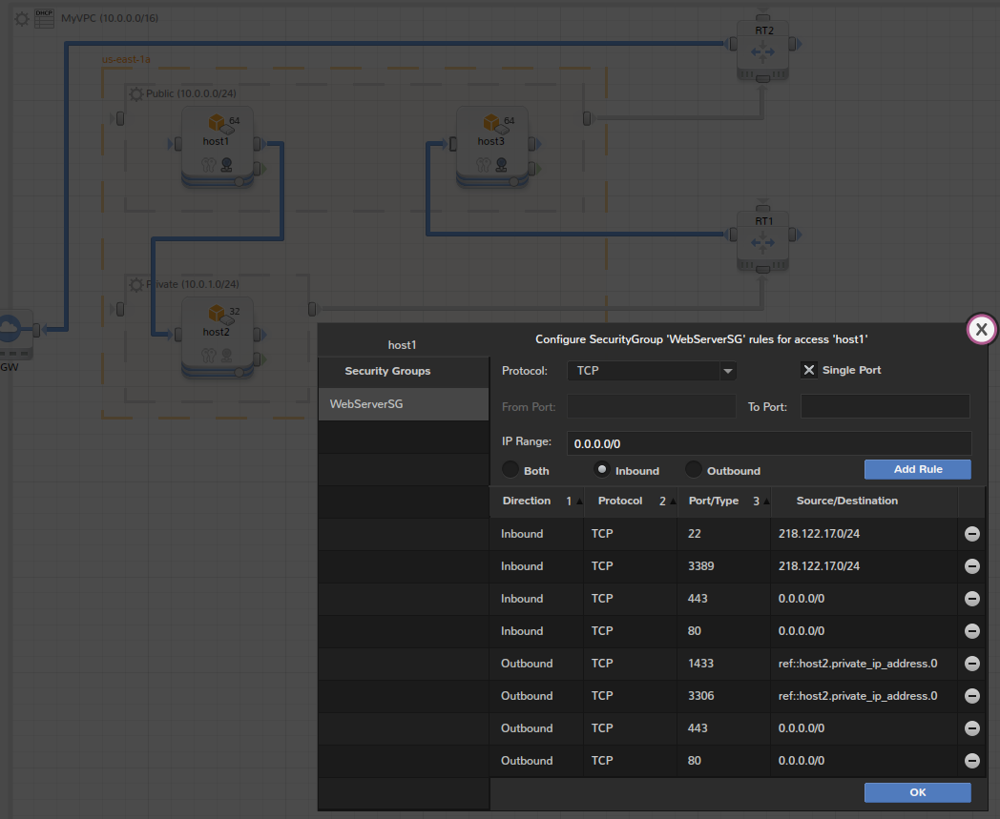 DHCP
MyVPC (10.0.0.0/16)
RT2
us-east-1a
Public (10.0.0.0/24)
64
host1
64
host3
RT1
Private (10.0.1.0/24)
32
host2
GW
host1
Configure SecurityGroup 'WebServerSG' rules for access 'host1'
X
Security Groups
WebServerSG
Protocol: TCP X Single Port
From Port: To Port:
IP Range: 0.0.0.0/0
Both Inbound Outbound Add Rule
Direction 1 Protocol 2 Port/Type 3 Source/Destination
Inbound TCP 22 218.122.17.0/24
Inbound TCP 3389 218.122.17.0/24
Inbound TCP 443 0.0.0.0/0
Inbound TCP 80 0.0.0.0/0
Outbound TCP 1433 ref::host2.private_ip_address.0
Outbound TCP 3306 ref::host2.private_ip_address.0
Outbound TCP 443 0.0.0.0/0
Outbound TCP 80 0.0.0.0/0
OK